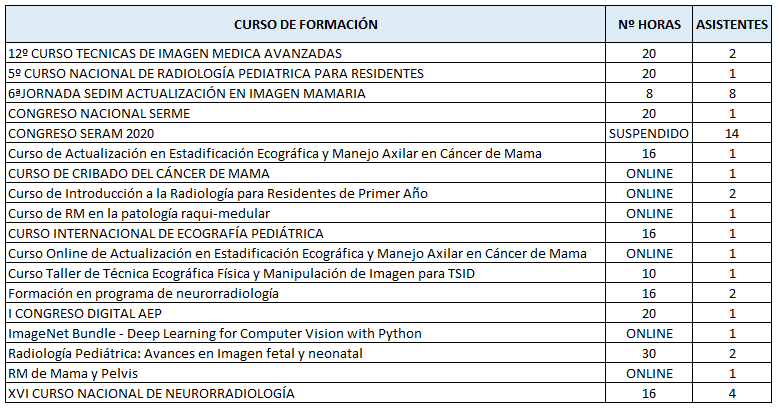 CURSO DE FORMACIÓN Nº HORAS ASISTENTES
12º CURSO TECNICAS DE IMAGEN MEDICA AVANZADAS 20 2
5º CURSO NACIONAL DE RADIOLOGÍA PEDIATRICA PARA RESIDENTES 20 1
6ªJORNADA SEDIM ACTUALIZACIÓN EN IMAGEN MAMARIA 8 8
CONGRESO NACIONAL SERME 20 1
CONGRESO SERAM 2020 SUSPENDIDO 14
Curso de Actualización en Estadificación Ecográfica y Manejo Axilar en Cáncer de Mama 16 1
CURSO DE CRIBADO DEL CÁNCER DE MAMA ONLINE 1
Curso de Introducción a la Radiología para Residentes de Primer Año ONLINE 2
Curso de RM en la patología raqui-medular ONLINE 1
CURSO INTERNACIONAL DE ECOGRAFÍA PEDIÁTRICA 16 1
Curso Online de Actualización en Estadificación Ecográfica y Manejo Axilar en Cáncer de Mama ONLINE 1
Curso Taller de Técnica Ecográfica Física y Manipulación de Imagen para TSID 10 1
Formación en programa de neurorradiología 16 2
I CONGRESO DIGITAL AEP 20 1
ImageNet Bundle - Deep Learning for Computer Vision with Python ONLINE 1
Radiología Pediátrica: Avances en Imagen fetal y neonatal 30 2
RM de Mama y Pelvis ONLINE 1
XVI CURSO NACIONAL DE NEURORRADIOLOGÍA 16 4